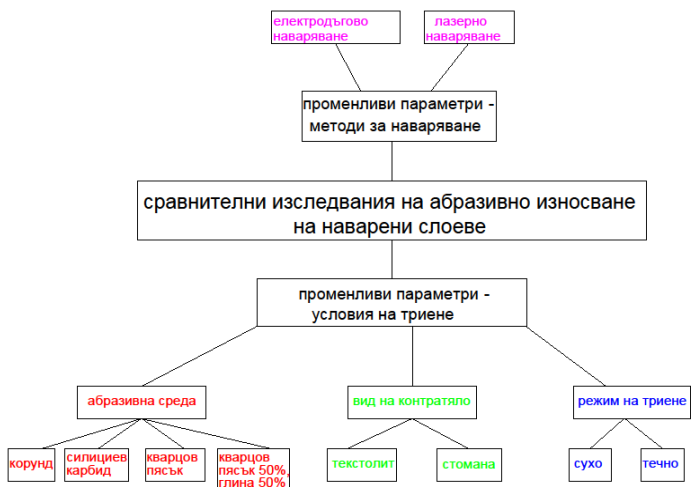 електродъгово
наваряване
лазерно
наваряване
променливи параметри -
методи за наваряване
сравнителни изследвания на абразивно износване
на наварени слоеве
променливи параметри -
условия на триене
абразивна среда
вид на контратяло
режим на триене
корунд
силициев
карбид
кварцов
пясък
кварцов
пясък 50%,
глина 50%
текстолит
стомана
сухо
течно